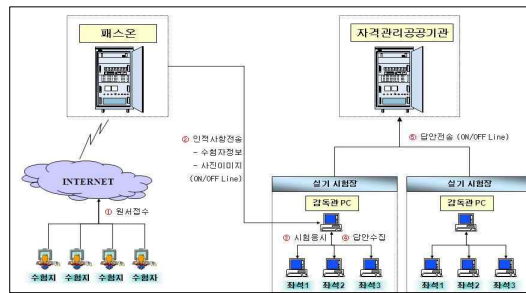 패스온
자격관리공공기관
② 인적사항전송
- 수험자정보
- 사진이미지
(ON/OFF Line)
⑤ 답안전송 (ON/OFF Line)
INTERNET
① 원서접수
실기 시험장
감독관 PC
③ 시험응시
④ 답안수집
좌석1
좌석2
좌석3
실기 시험장
감독관 PC
좌석1
좌석2
좌석3
수험자
수험자
수험자
수험자